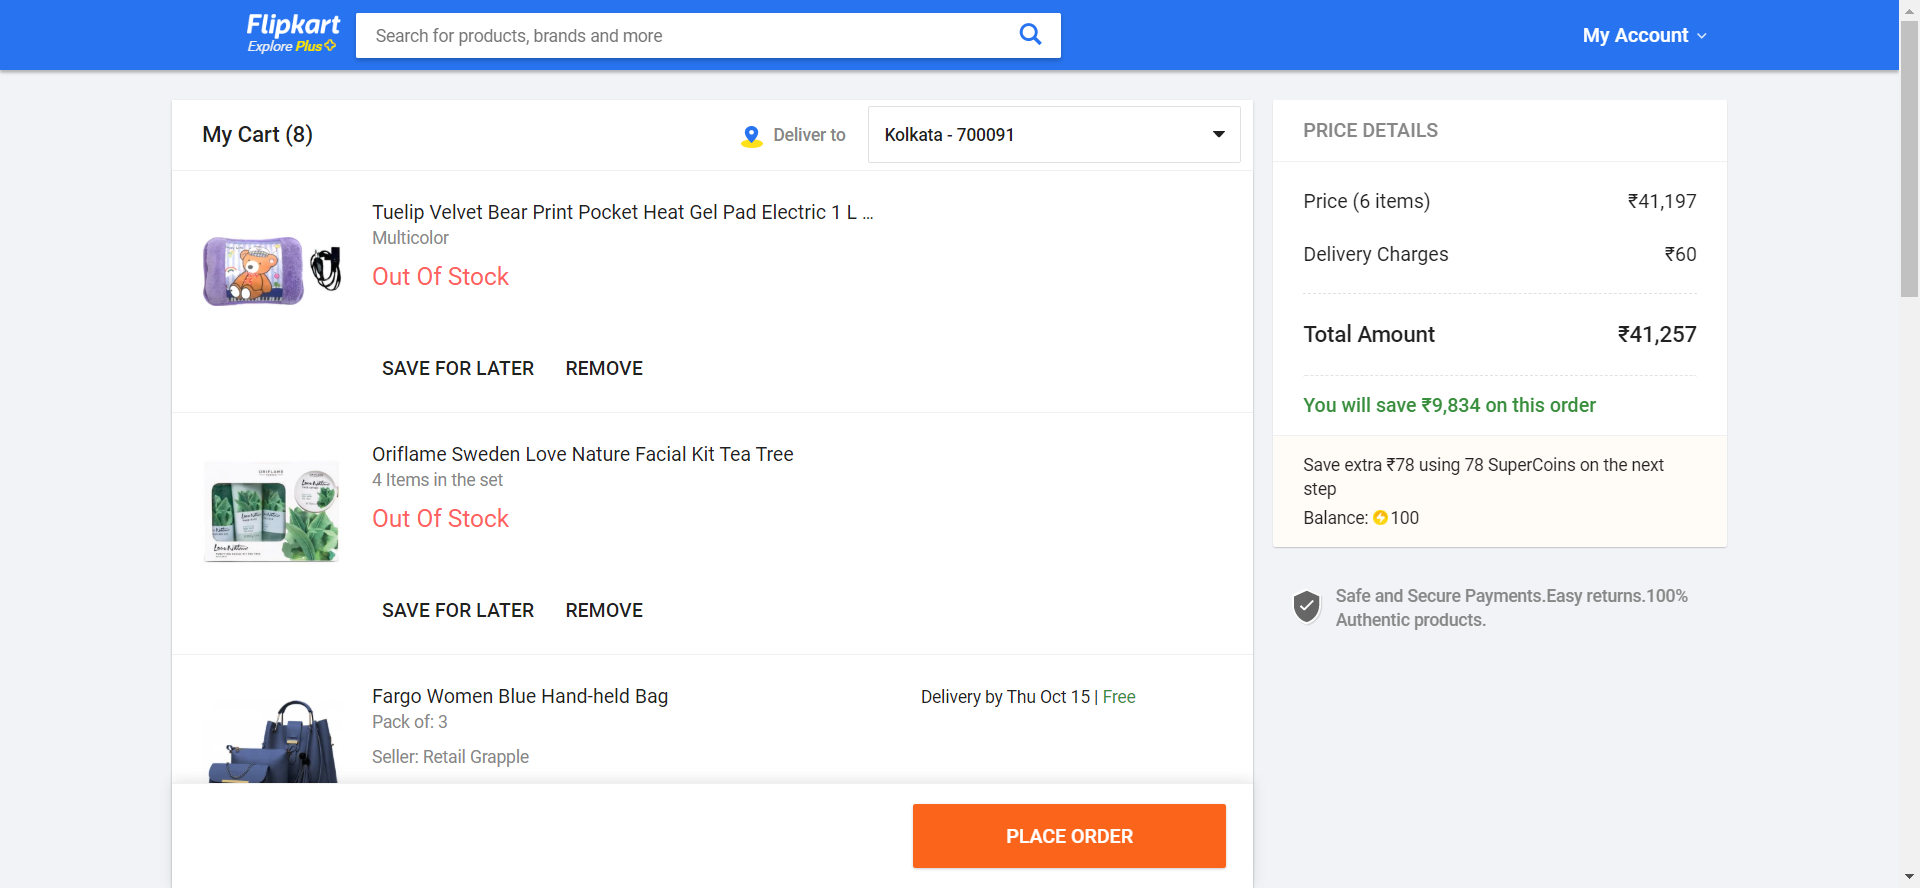 Flipkart
Explore Plus
Search for products, brands and more
My Account
My Cart (8)
Deliver to
Kolkata - 700091
Tuelip Velvet Bear Print Pocket Heat Gel Pad Electric 1 L ...
Multicolor
Out Of Stock
SAVE FOR LATER REMOVE
ORIFLAME
Love Nature
Oriflame Sweden Love Nature Facial Kit Tea Tree
4 Items in the set
Out Of Stock
SAVE FOR LATER REMOVE
Fargo Women Blue Hand-held Bag
Pack of: 3
Seller: Retail Grapple
Delivery by Thu Oct 15 | Free
PLACE ORDER
PRICE DETAILS
Price (6 items) ₹41,197
Delivery Charges ₹60
Total Amount ₹41,257
You will save ₹9,834 on this order
Save extra ₹78 using 78 SuperCoins on the next
step
Balance: 100
Safe and Secure Payments.Easy returns.100%
Authentic products.